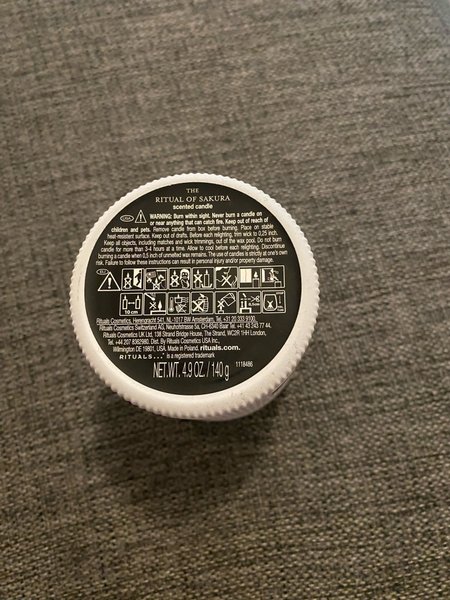 THE
RITUAL OF SAKURA
scented candle
USA WARNING: Burn within sight. Never burn a candle on
or near anything that can catch fire. Keep out of reach of
children and pets. Remove candle from box before burning. Place on stable
heat-resistent surface. Keep out of drafts. Before each relighting, trim wick to 0,25 inch.
Keep all objects, including matches and wick trimmings, out of the wax pool. Do not burn
candle for more than 3-4 hours at a time. Allow to cool before each relighting. Discontinue
burning a candle when 0,5 inch of unmelted wax remains. The use of candles is strictly at one's own
risk. Failure to follow these instructions can result in personal injury and/or property damage.
EU
10 cm
Rituals Cosmetics, Herengracht 541, NL-1017 BW Amsterdam, Tel. +31 20 333 9100.
Rituals Cosmetics Switzerland AG, Neuhofstrasse 5a, CH-6340 Baar Tel. +41 43 243 77 44.
Rituals Cosmetics UK Ltd, 138 Strand Bridge House, The Strand, WC2R 1HH London,
Tel. +44 207 8362980. Dist. By Rituals Cosmetics USA Inc.,
Wilmington DE 19801, USA. Made in Poland. rituals.com.
RITUALS... is a registered trademark
NET.WT. 4.9 OZ. / 140 g 1118486